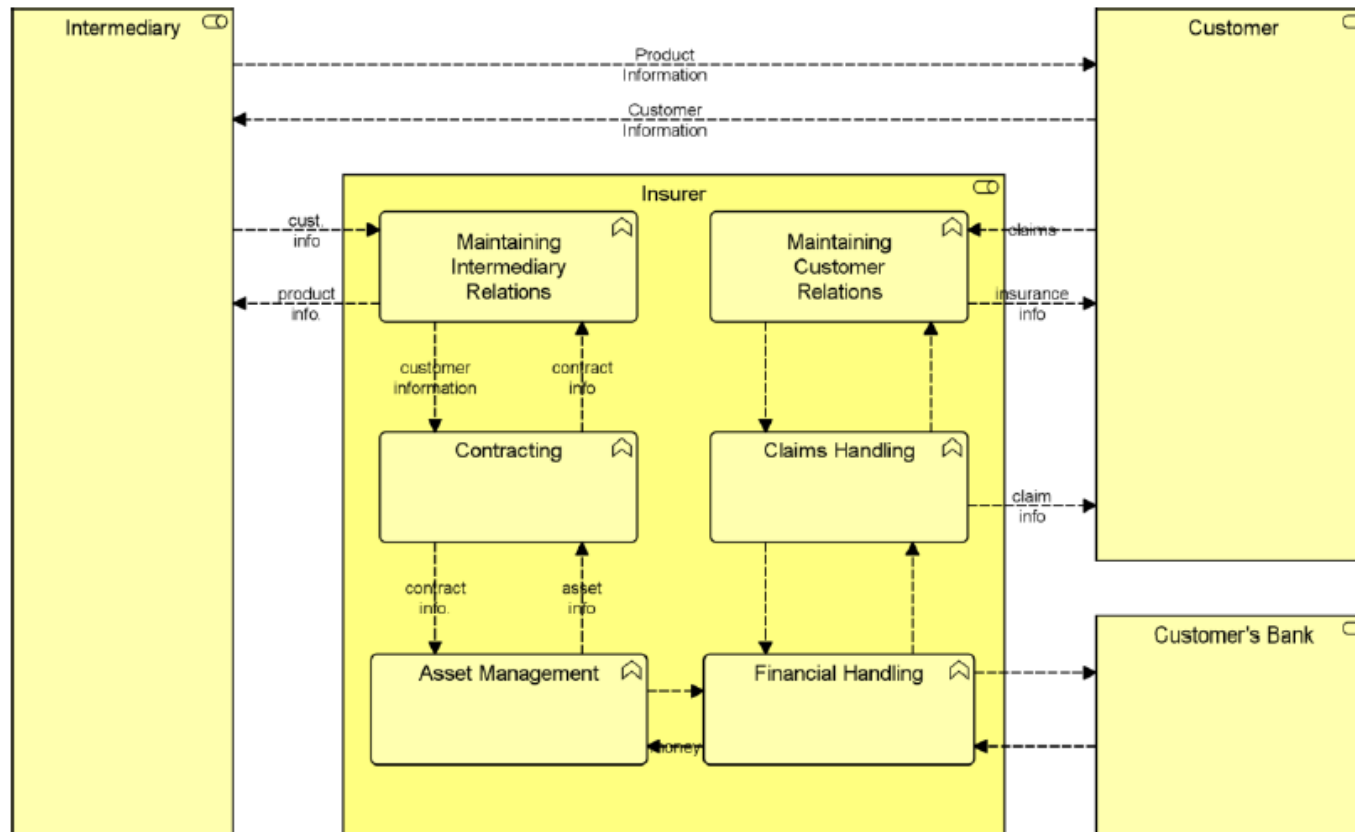 Intermediary
Customer
Product
Information
Customer
Information
Insurer
cust.
info
Maintaining
Intermediary
Relations
Maintaining
Customer
Relations
claims
product
info.
insurance
info
customer
information
contract
info
Contracting
Claims Handling
claim
info
contract
info.
asset
info
Customer's Bank
Asset Management
Financial Handling
money